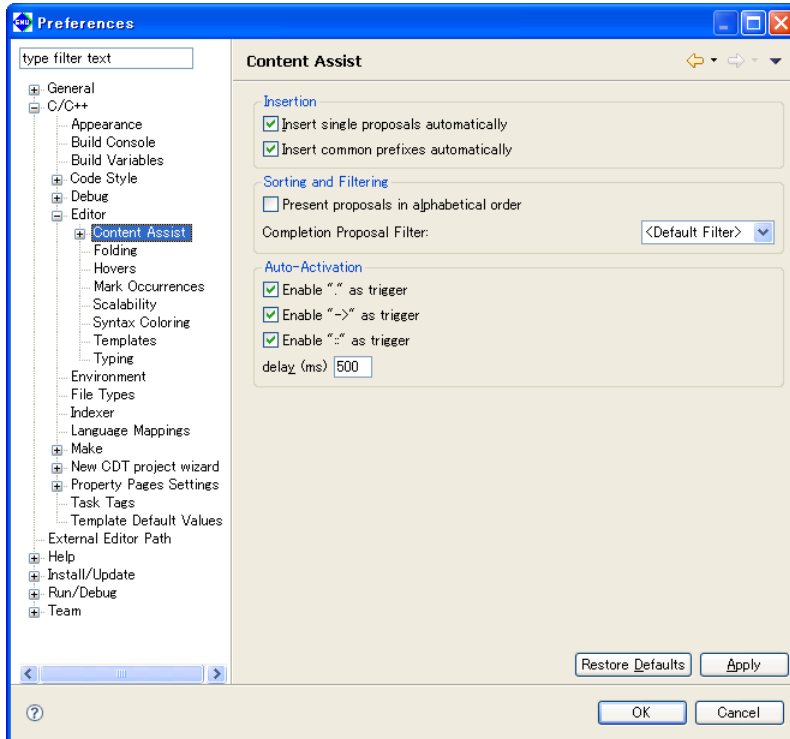 GNU Preferences
type filter text
General
C/C++
Appearance
Build Console
Build Variables
Code Style
Debug
Editor
Content Assist
Folding
Hovers
Mark Occurrences
Scalability
Syntax Coloring
Templates
Typing
Environment
File Types
Indexer
Language Mappings
Make
New CDT project wizard
Property Pages Settings
Task Tags
Template Default Values
External Editor Path
Help
Install/Update
Run/Debug
Team
Content Assist
Insertion
Insert single proposals automatically
Insert common prefixes automatically
Sorting and Filtering
Present proposals in alphabetical order
Completion Proposal Filter: <Default Filter>
Auto-Activation
Enable "." as trigger
Enable "->" as trigger
Enable "::" as trigger
delay (ms) 500
Restore Defaults Apply
? OK Cancel